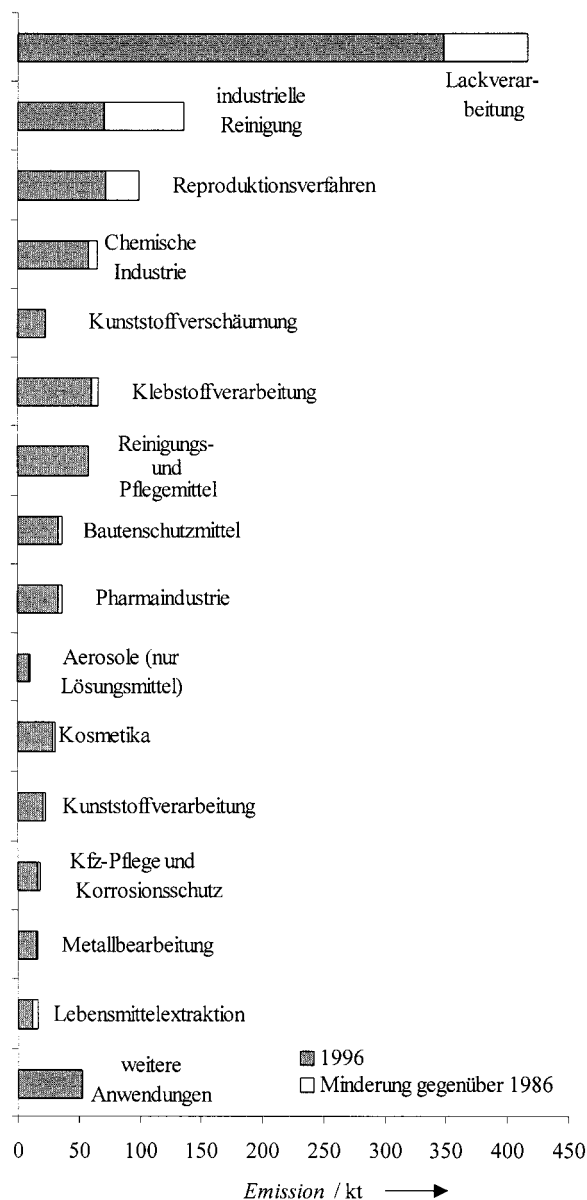 Lackverar-
beitung
industrielle
Reinigung
Reproduktionsverfahren
Chemische
Industrie
Kunststoffverschäumung
Klebstoffverarbeitung
Reinigungs-
und
Pflegemittel
Bautenschutzmittel
Pharmaindustrie
Aerosole (nur
Lösungsmittel)
Kosmetika
Kunststoffverarbeitung
Kfz-Pflege und
Korrosionsschutz
Metallbearbeitung
Lebensmittelextraktion
weitere
Anwendungen
1996
Minderung gegenüber 1986
0 50 100 150 200 250 300 350 400 450
Emission / kt